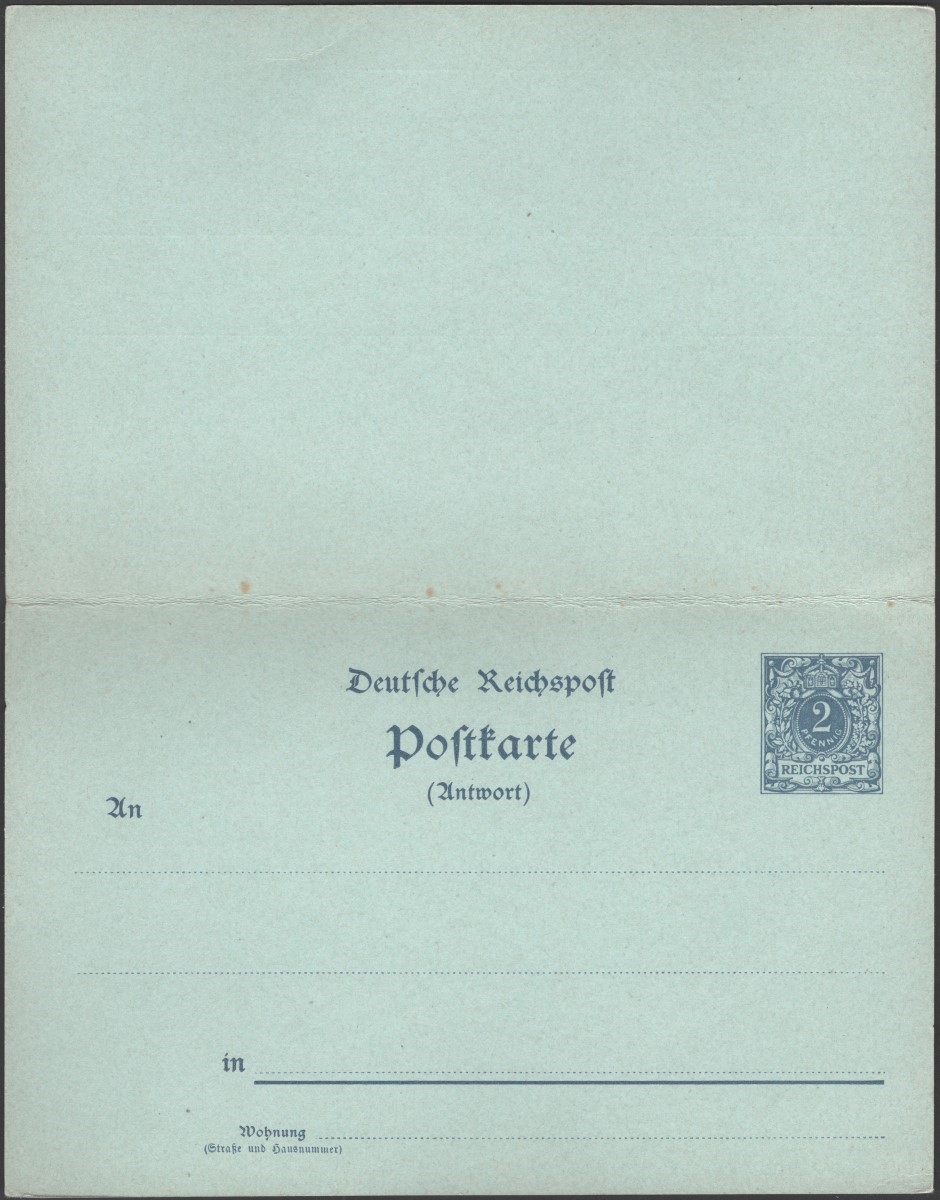 Deutsche Reichspost
Postkarte
(Antwort)
2
PFENNIG
REICHSPOST
An
in
Wohnung
(Straße und Hausnummer)